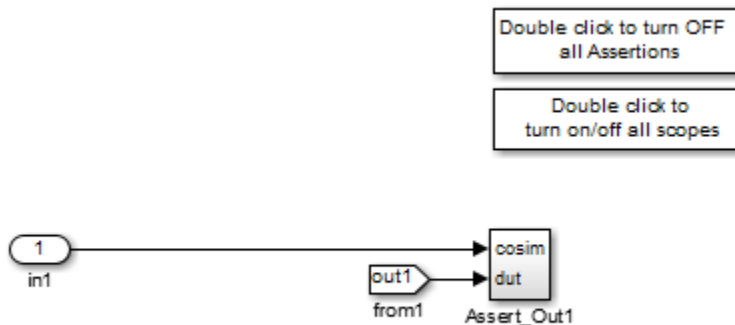 Double click to turn OFF
all Assertions
Double click to
turn on/off all scopes
1
in1
out1
from1
cosim
dut
Assert_Out1